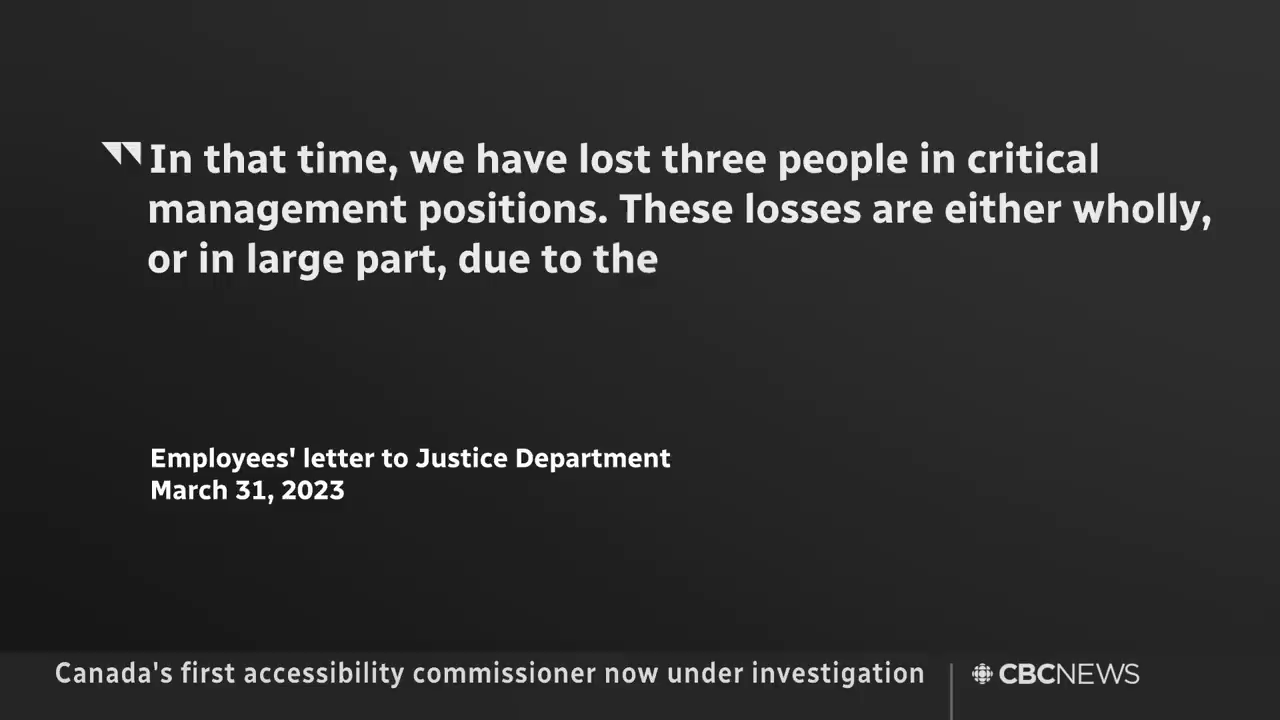 In that time, we have lost three people in critical
management positions. These losses are either wholly,
or in large part, due to the
Employees' letter to Justice Department
March 31, 2023
Canada's first accessibility commissioner now under investigation
CBCNEWS